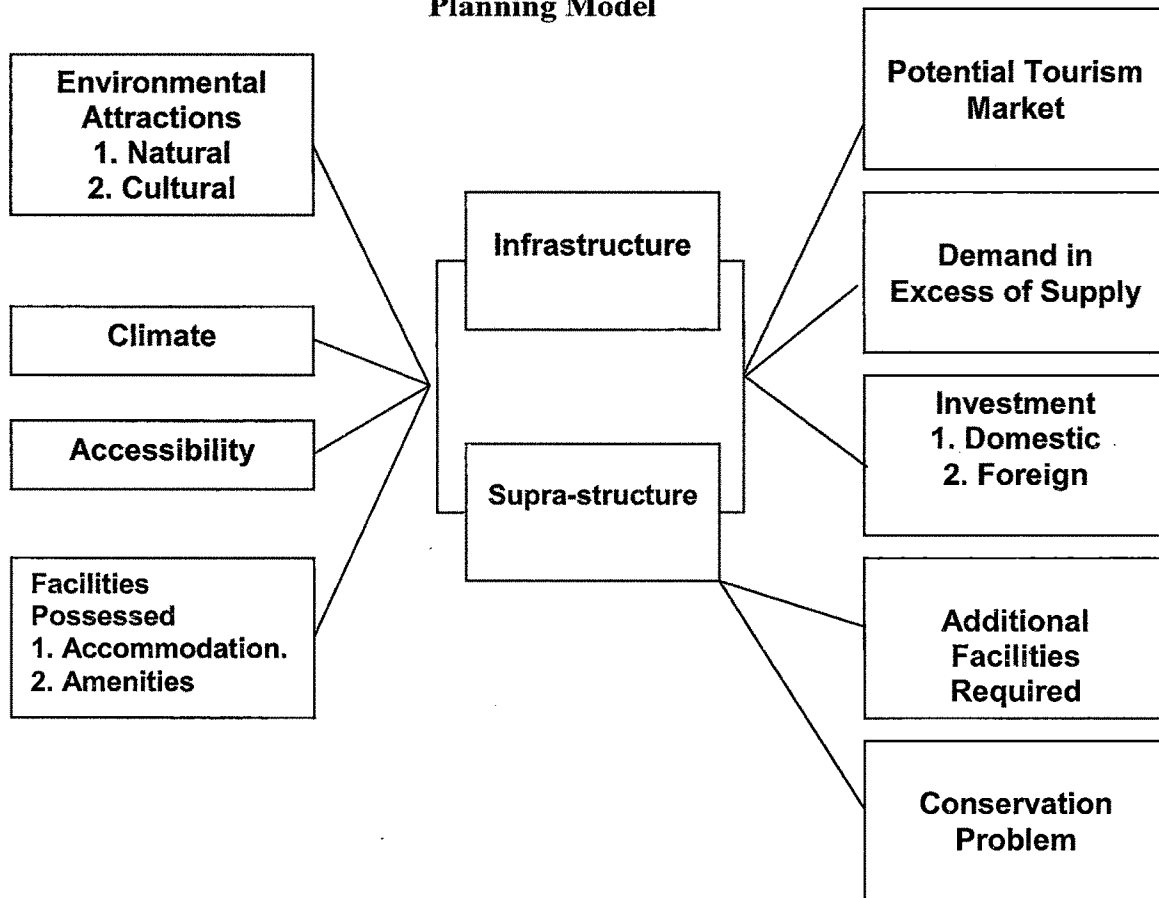 Planning Model
Environmental
Attractions
1. Natural
2. Cultural
Climate
Accessibility
Facilities
Possessed
1. Accommodation.
2. Amenities
Infrastructure
Supra-structure
Potential Tourism
Market
Demand in
Excess of Supply
Investment
1. Domestic
2. Foreign
Additional
Facilities
Required
Conservation
Problem